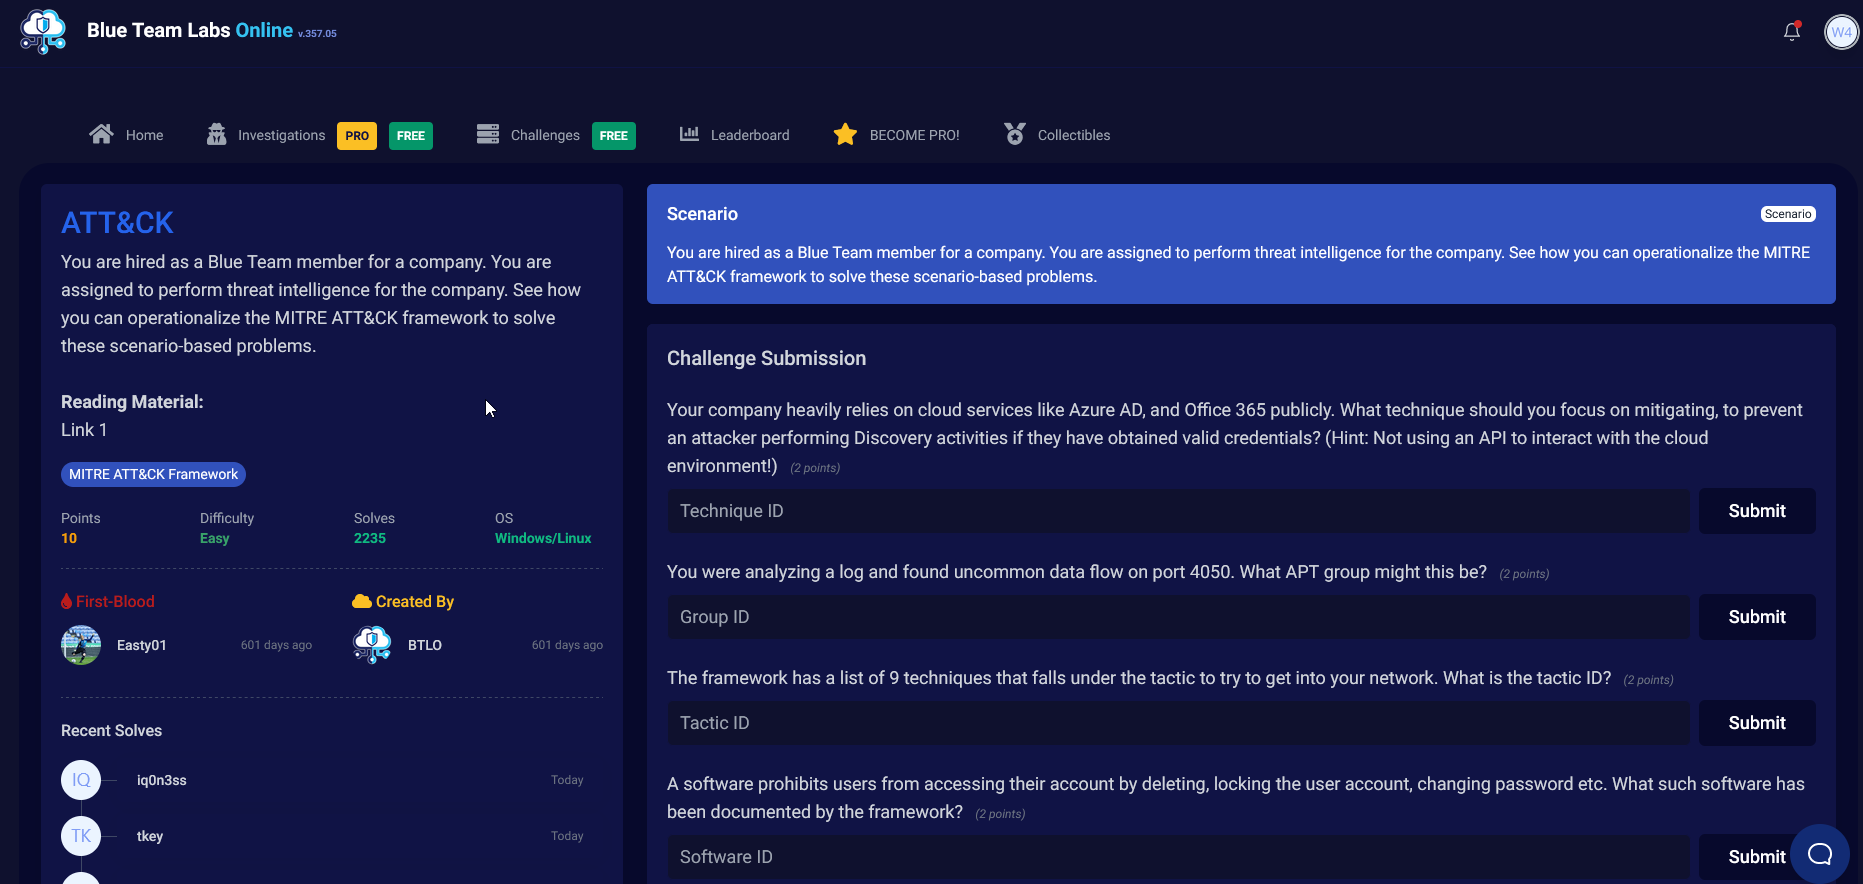 Blue Team Labs Online v.357.05
W4
Home
Investigations PRO FREE
Challenges FREE
Leaderboard
BECOME PRO!
Collectibles
ATT&CK
You are hired as a Blue Team member for a company. You are
assigned to perform threat intelligence for the company. See how
you can operationalize the MITRE ATT&CK framework to solve
these scenario-based problems.
Reading Material:
Link 1
MITRE ATT&CK Framework
Points Difficulty Solves OS
10 Easy 2235 Windows/Linux
First-Blood Created By
Easty01 601 days ago BTLO 601 days ago
Recent Solves
IQ iq0n3ss Today
TK tkey Today
Scenario Scenario
You are hired as a Blue Team member for a company. You are assigned to perform threat intelligence for the company. See how you can operationalize the MITRE
ATT&CK framework to solve these scenario-based problems.
Challenge Submission
Your company heavily relies on cloud services like Azure AD, and Office 365 publicly. What technique should you focus on mitigating, to prevent
an attacker performing Discovery activities if they have obtained valid credentials? (Hint: Not using an API to interact with the cloud
environment!) (2 points)
Technique ID Submit
You were analyzing a log and found uncommon data flow on port 4050. What APT group might this be? (2 points)
Group ID Submit
The framework has a list of 9 techniques that falls under the tactic to try to get into your network. What is the tactic ID? (2 points)
Tactic ID Submit
A software prohibits users from accessing their account by deleting, locking the user account, changing password etc. What such software has
been documented by the framework? (2 points)
Software ID Submit